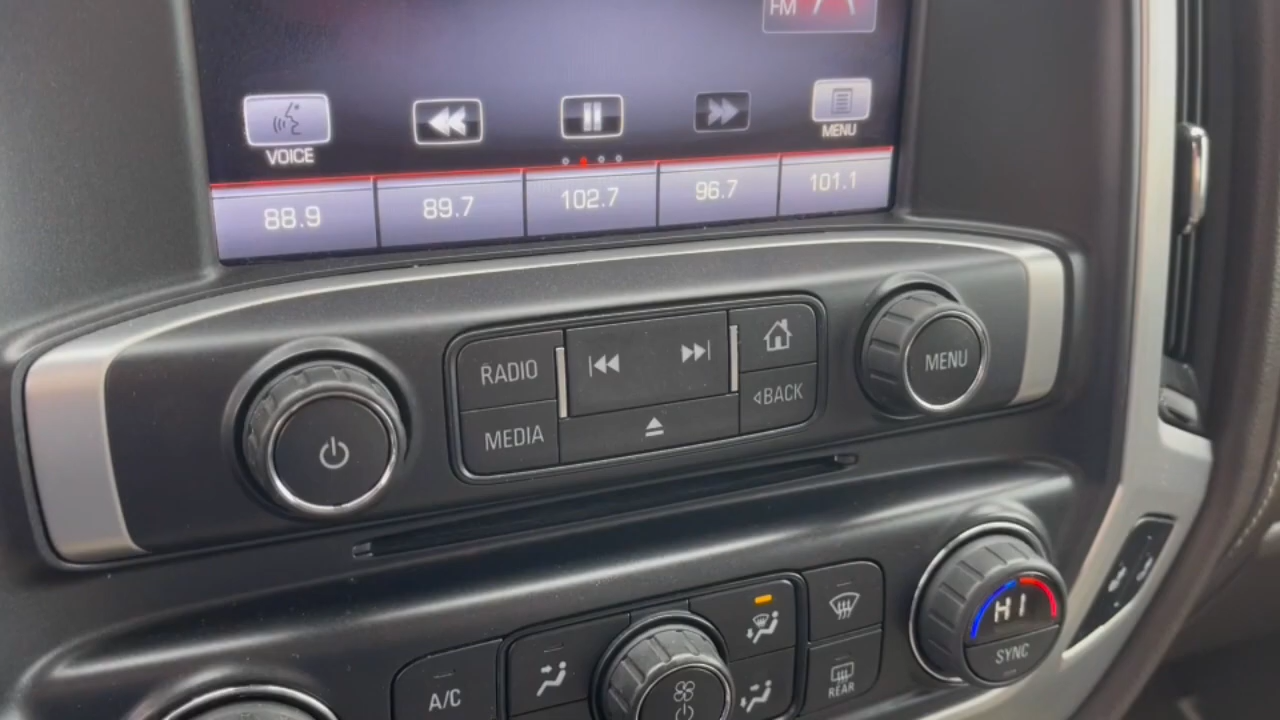 FM
VOICE
MENU
88.9
89.7
102.7
96.7
101.1
RADIO
MEDIA
BACK
MENU
A/C
REAR
HI
SYNC